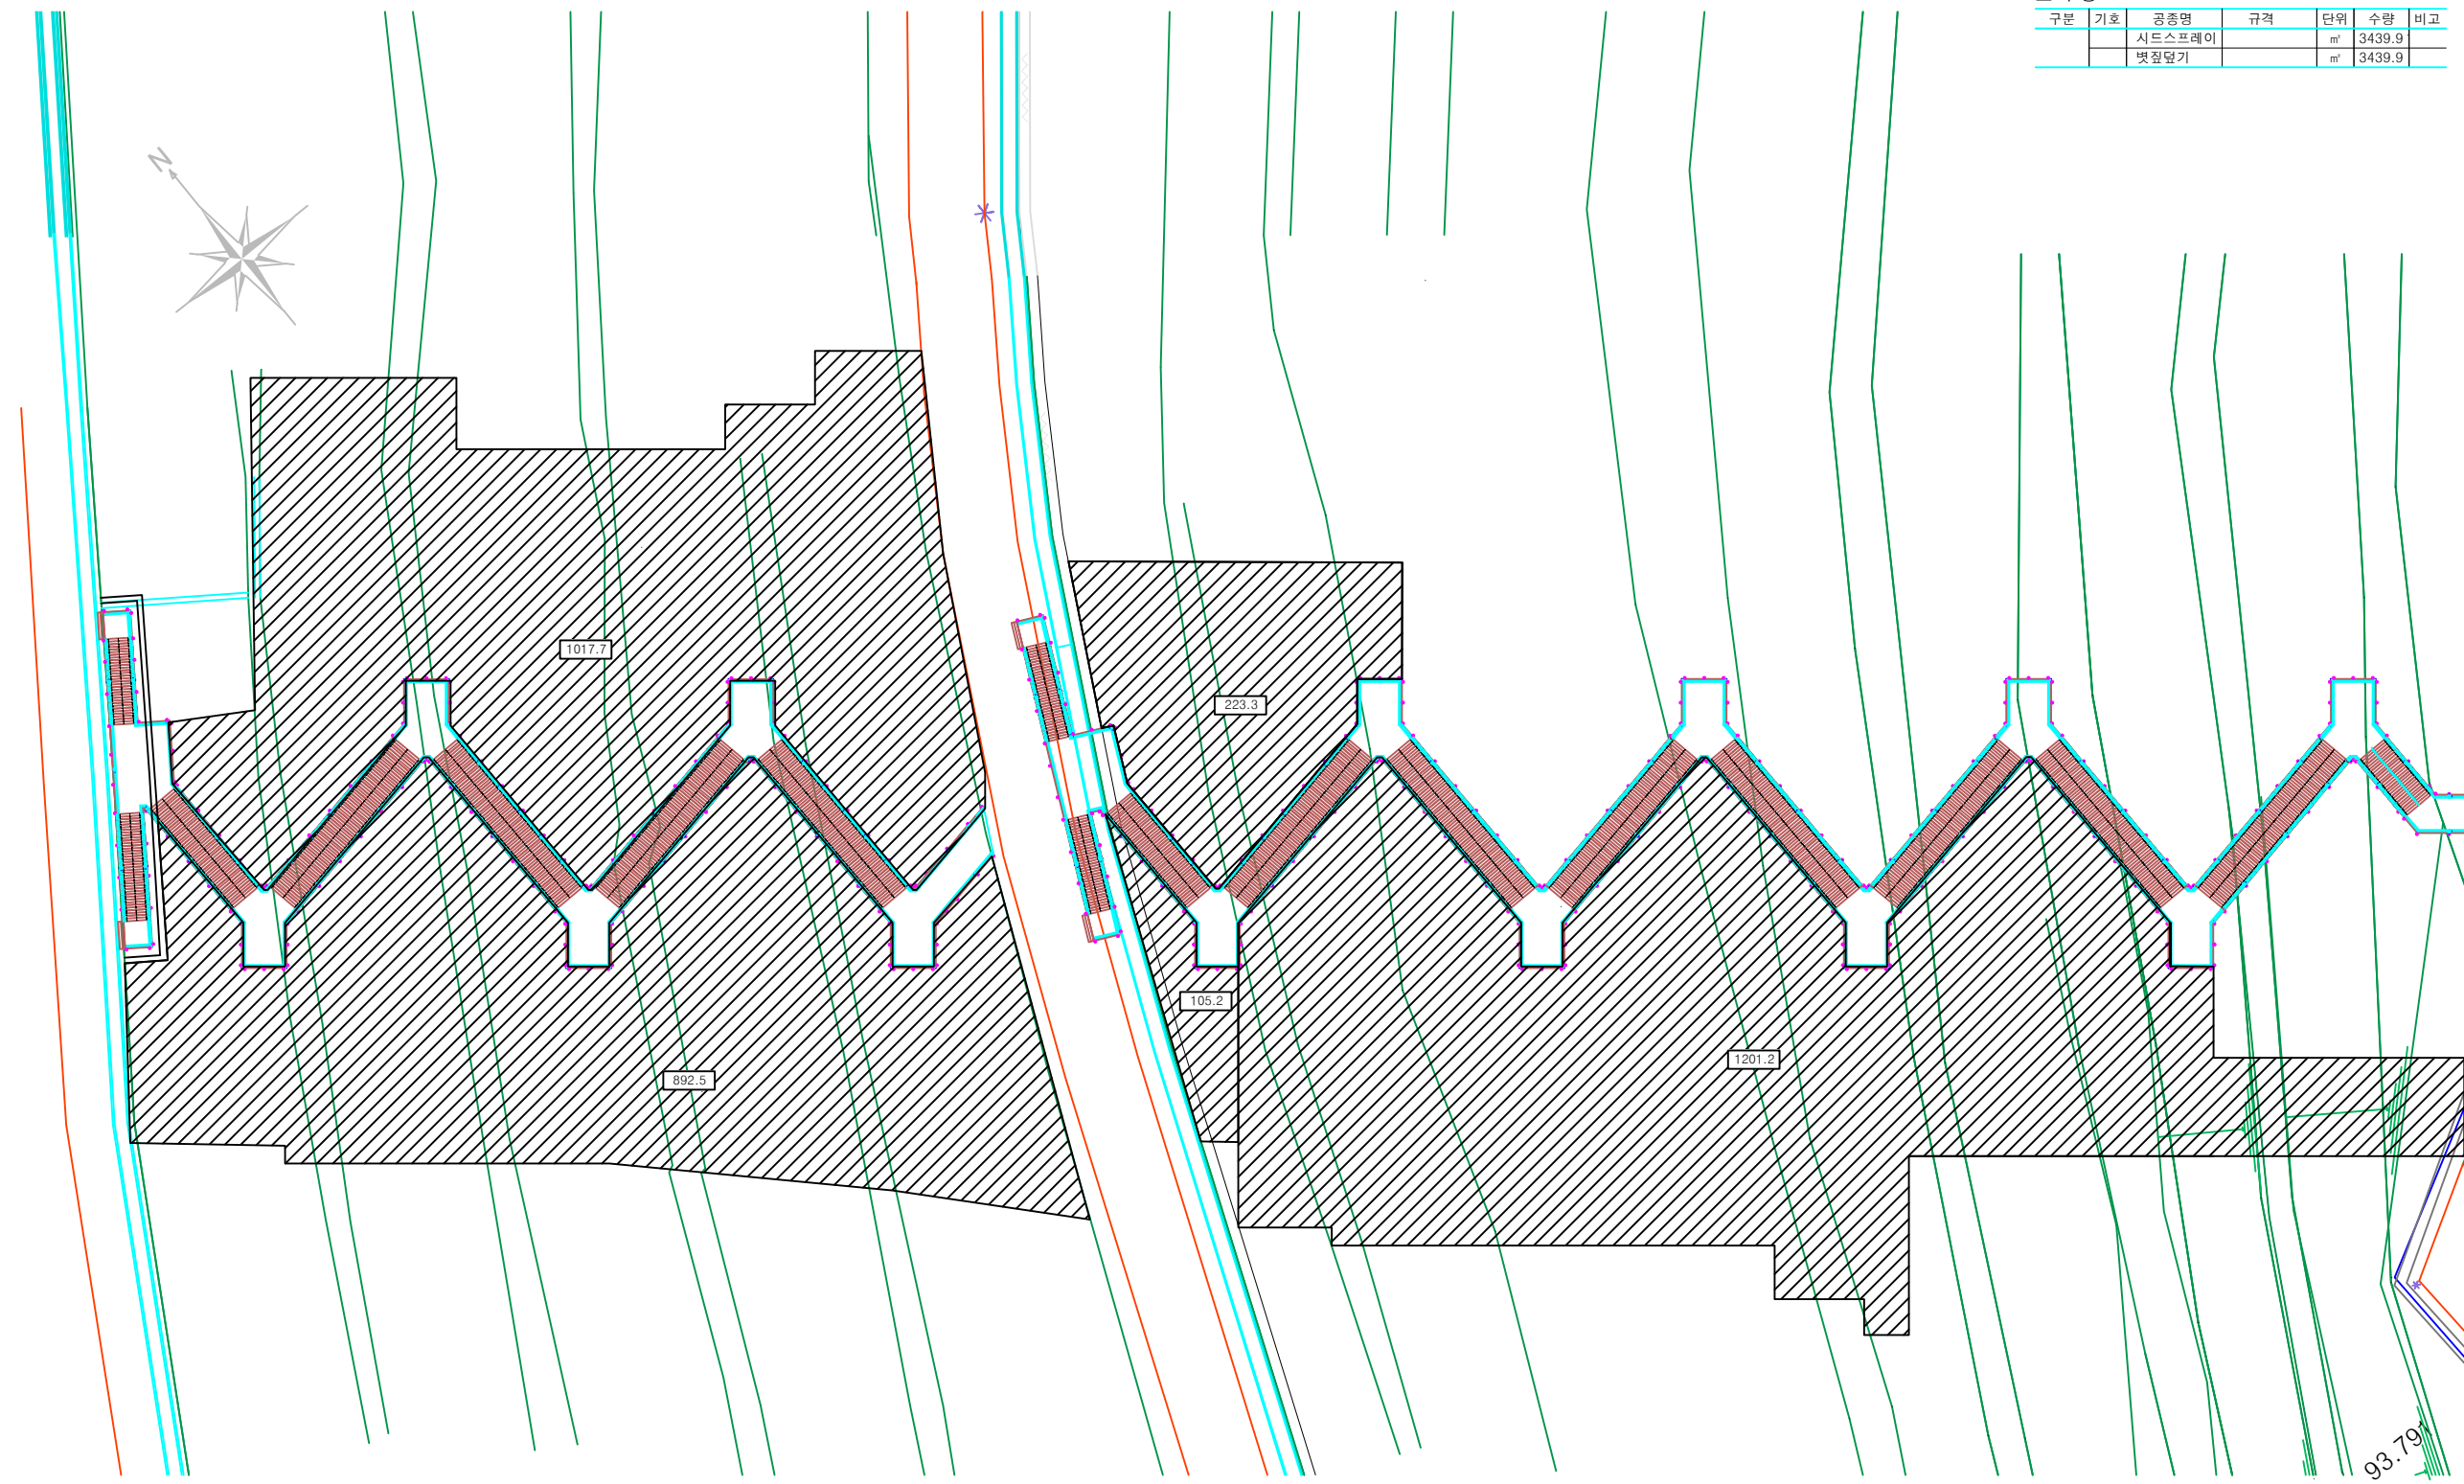 구분 기호 공종명 규격 단위 수량 비고
시드스프레이 ㎡ 3439.9
볏짚덮기 ㎡ 3439.9
N
1017.7
223.3
105.2
1201.2
892.5
93.791